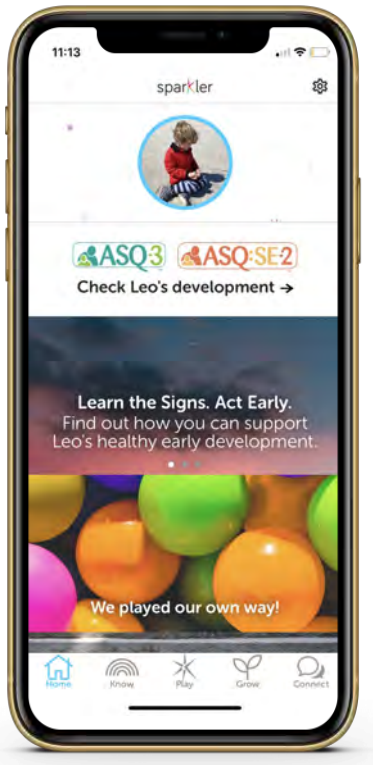 11:13
sparkler
ASQ:3 ASQ:SE-2
Check Leo's development →
Learn the Signs. Act Early.
Find out how you can support
Leo's healthy early development.
We played our own way!
Home Know Play Grow Connect